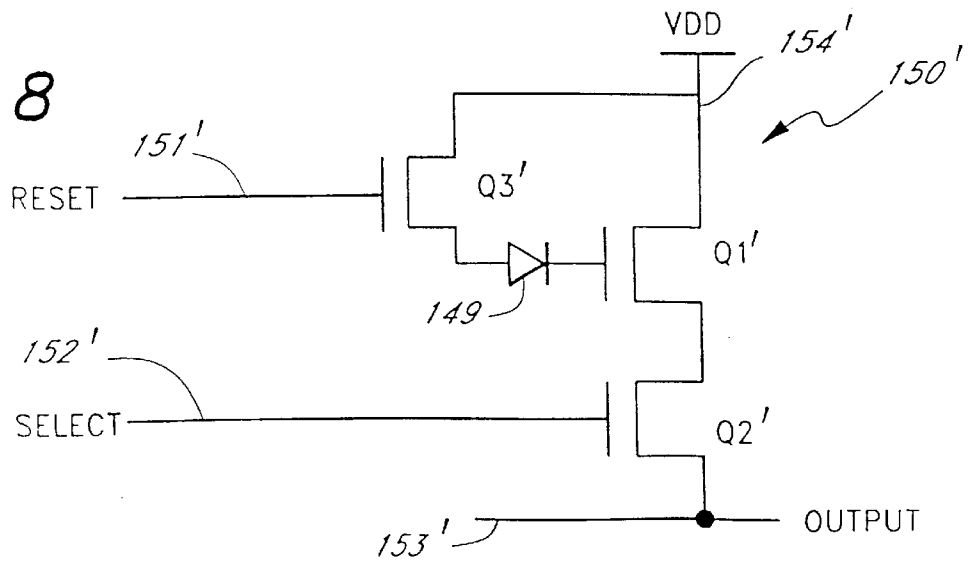 VDD
154'
150'
8
151'
RESET
Q3'
Q1'
149
152'
SELECT
Q2'
153'
OUTPUT